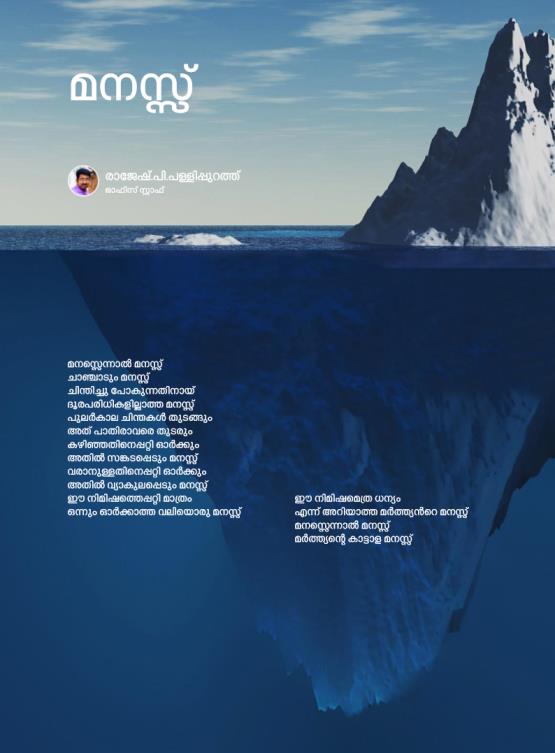 മനസ്സ്
രാജേഷ്.പി.പള്ളിപ്പുറത്ത്
ജാഫിസ് സ്റ്റാഫ്
മനസ്സെന്നാൽ മനസ്സ്
ചാഞ്ചാടും മനസ്സ്
ചിന്തിച്ചു പോകുന്നതിനായ്
ദൂരപരിധികളില്ലാത്ത മനസ്സ്
പുലർകാല ചിന്തകൾ തുടങ്ങും
അത് പാതിരാവരെ തുടരും
കഴിഞ്ഞതിനെപ്പറ്റി ഓർക്കും
അതിൽ സങ്കടപ്പെടും മനസ്സ്
വരാനുള്ളതിനെപ്പറ്റി ഓർക്കും
അതിൽ വ്യാകുലപ്പെടും മനസ്സ്
ഈ നിമിഷത്തെപ്പറ്റി മാത്രം
ഒന്നും ഓർക്കാത്ത വലിയൊരു മനസ്സ്
ഈ നിമിഷമെത്ര ധന്യം
എന്ന് അറിയാത്ത മർത്ത്യൻറെ മനസ്സ്
മനസ്സെന്നാൽ മനസ്സ്
മർത്ത്യന്റെ കാട്ടാള മനസ്സ്